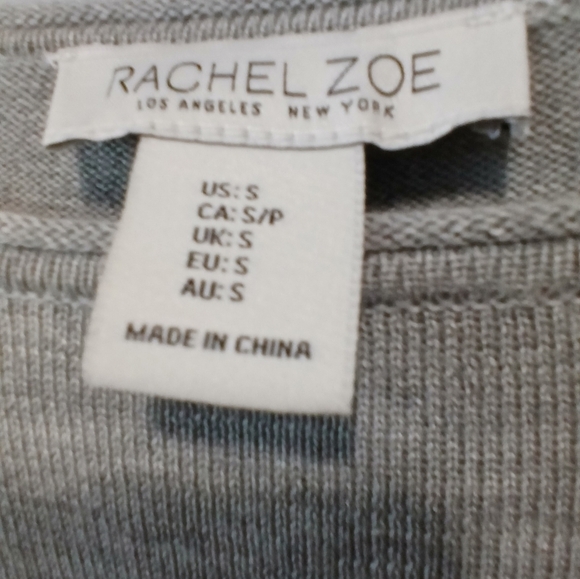 RACHEL ZOE
LOS ANGELES NEW YORK
US: S
CA: S/P
UK: S
EU: S
AU: S
MADE IN CHINA